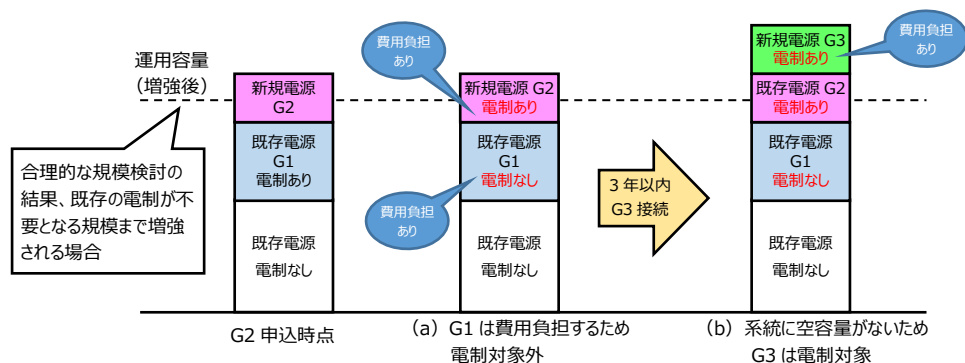 運用容量
(増強後)
合理的な規模検討の
結果、既存の電制が不
要となる規模まで増強
される場合
新規電源
G2
既存電源
G1
電制あり
既存電源
電制なし
G2 申込時点
費用負担
あり
新規電源 G2
電制あり
既存電源
G1
電制なし
費用負担
あり
既存電源
電制なし
(a) G1 は費用負担するため
電制対象外
3 年以内
G3 接続
新規電源 G3
電制あり
費用負担
あり
既存電源 G2
電制あり
既存電源
G1
電制なし
既存電源
電制なし
(b) 系統に空容量がないため
G3 は電制対象